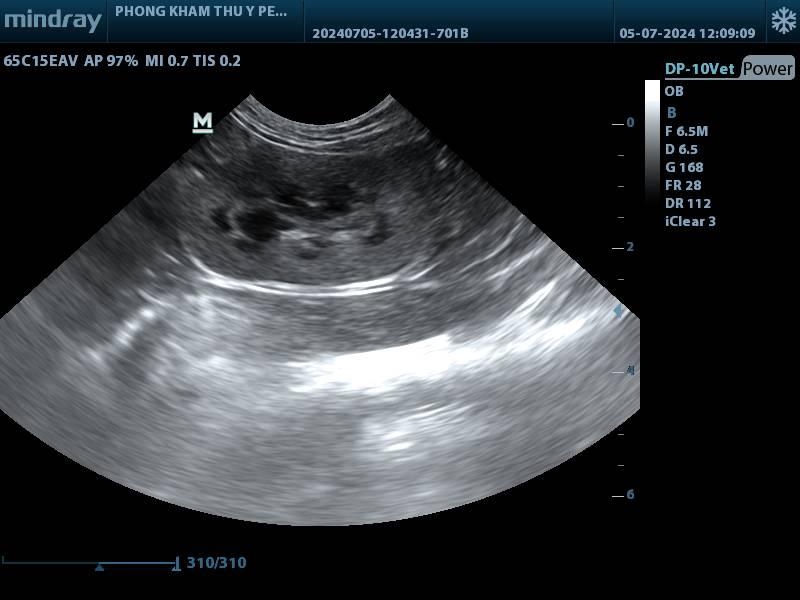 mindray
PHONG KHAM THU Y PE...
20240705-120431-701B
05-07-2024 12:09:09
65C15EAV AP 97% MI 0.7 TIS 0.2
DP-10Vet Power
M
OB
B
F 6.5M
D 6.5
G 168
FR 28
DR 112
iClear 3
0
2
4
6
310/310